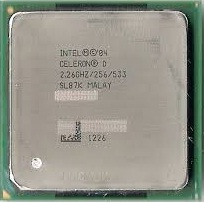 INTEL®©'04
CELERON® D
2.26GHZ/256/533
SL87K MALAY
1226